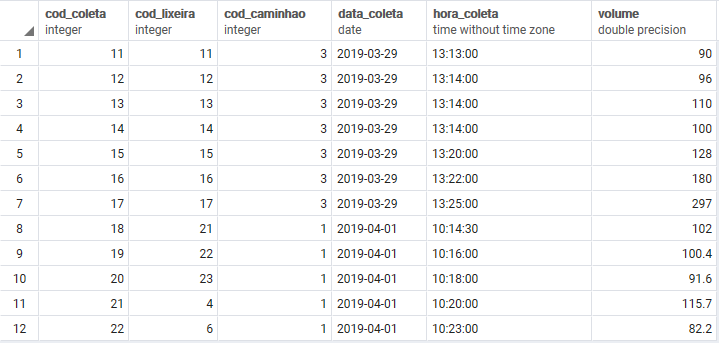 cod_coleta cod_lixeira cod_caminhao data_coleta hora_coleta volume
integer integer integer date time without time zone double precision
1 11 11 3 2019-03-29 13:13:00 90
2 12 12 3 2019-03-29 13:14:00 96
3 13 13 3 2019-03-29 13:14:00 110
4 14 14 3 2019-03-29 13:14:00 100
5 15 15 3 2019-03-29 13:20:00 128
6 16 16 3 2019-03-29 13:22:00 180
7 17 17 3 2019-03-29 13:25:00 297
8 18 21 1 2019-04-01 10:14:30 102
9 19 22 1 2019-04-01 10:16:00 100.4
10 20 23 1 2019-04-01 10:18:00 91.6
11 21 4 1 2019-04-01 10:20:00 115.7
12 22 6 1 2019-04-01 10:23:00 82.2